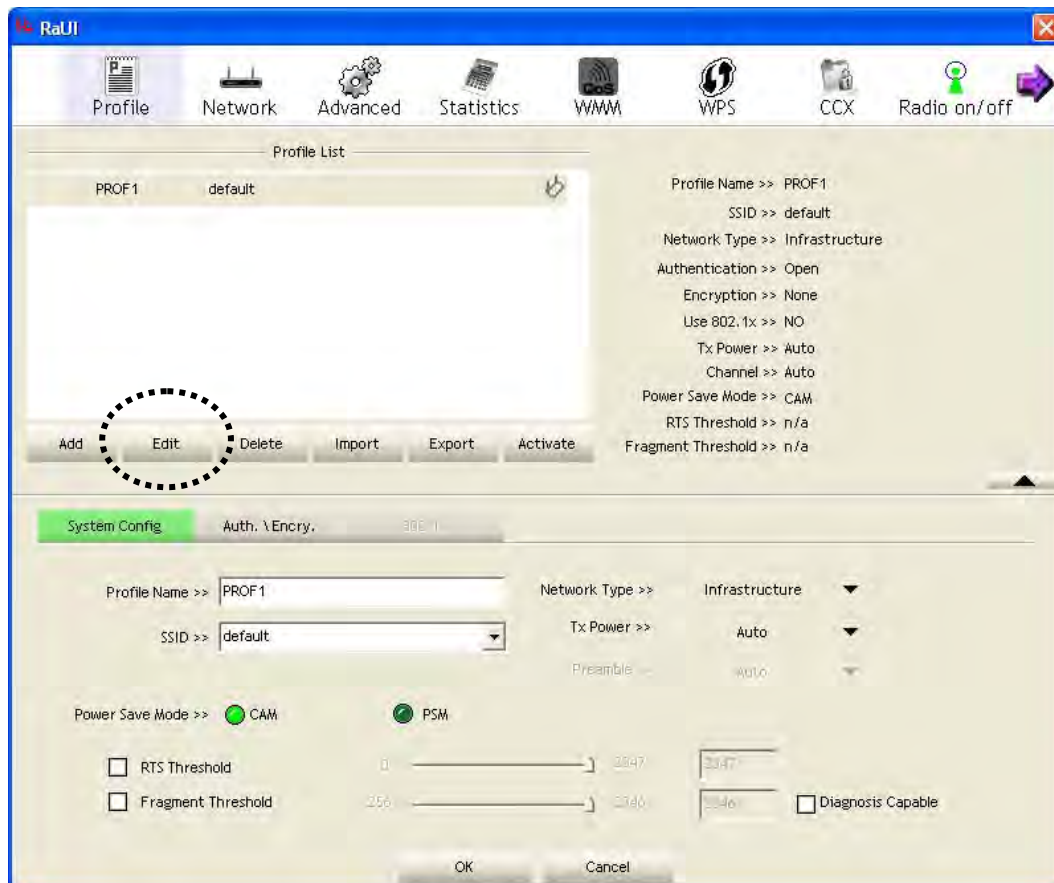 RaUI
Profile Network Advanced Statistics WMM WPS CCX Radio on/off
QoS
Profile List
PROF1 default
Profile Name >> PROF1
SSID >> default
Network Type >> Infrastructure
Authentication >> Open
Encryption >> None
Use 802.1x >> NO
Tx Power >> Auto
Channel >> Auto
Power Save Mode >> CAM
RTS Threshold >> n/a
Fragment Threshold >> n/a
Add Edit Delete Import Export Activate
System Config Auth. \ Encry.
Profile Name >> PROF1
Network Type >> Infrastructure
SSID >> default
Tx Power >> Auto
Preamble Auto
Power Save Mode >> CAM PSM
RTS Threshold 0 2347 2347
Fragment Threshold 256 2346 2346 Diagnosis Capable
OK Cancel